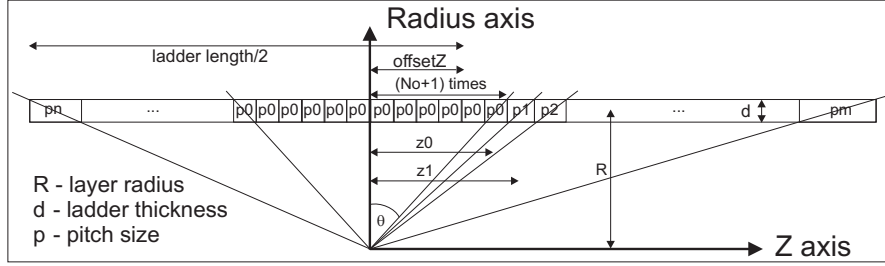 Radius axis
ladder length/2
offsetZ
(No+1) times
pn ... p0 p0 p0 p0 p0 p0 p0 p0 p0 p0 p0 p0 p1 p2 ... d pm
z0
z1
R
R - layer radius
d - ladder thickness
θ
p - pitch size
Z axis